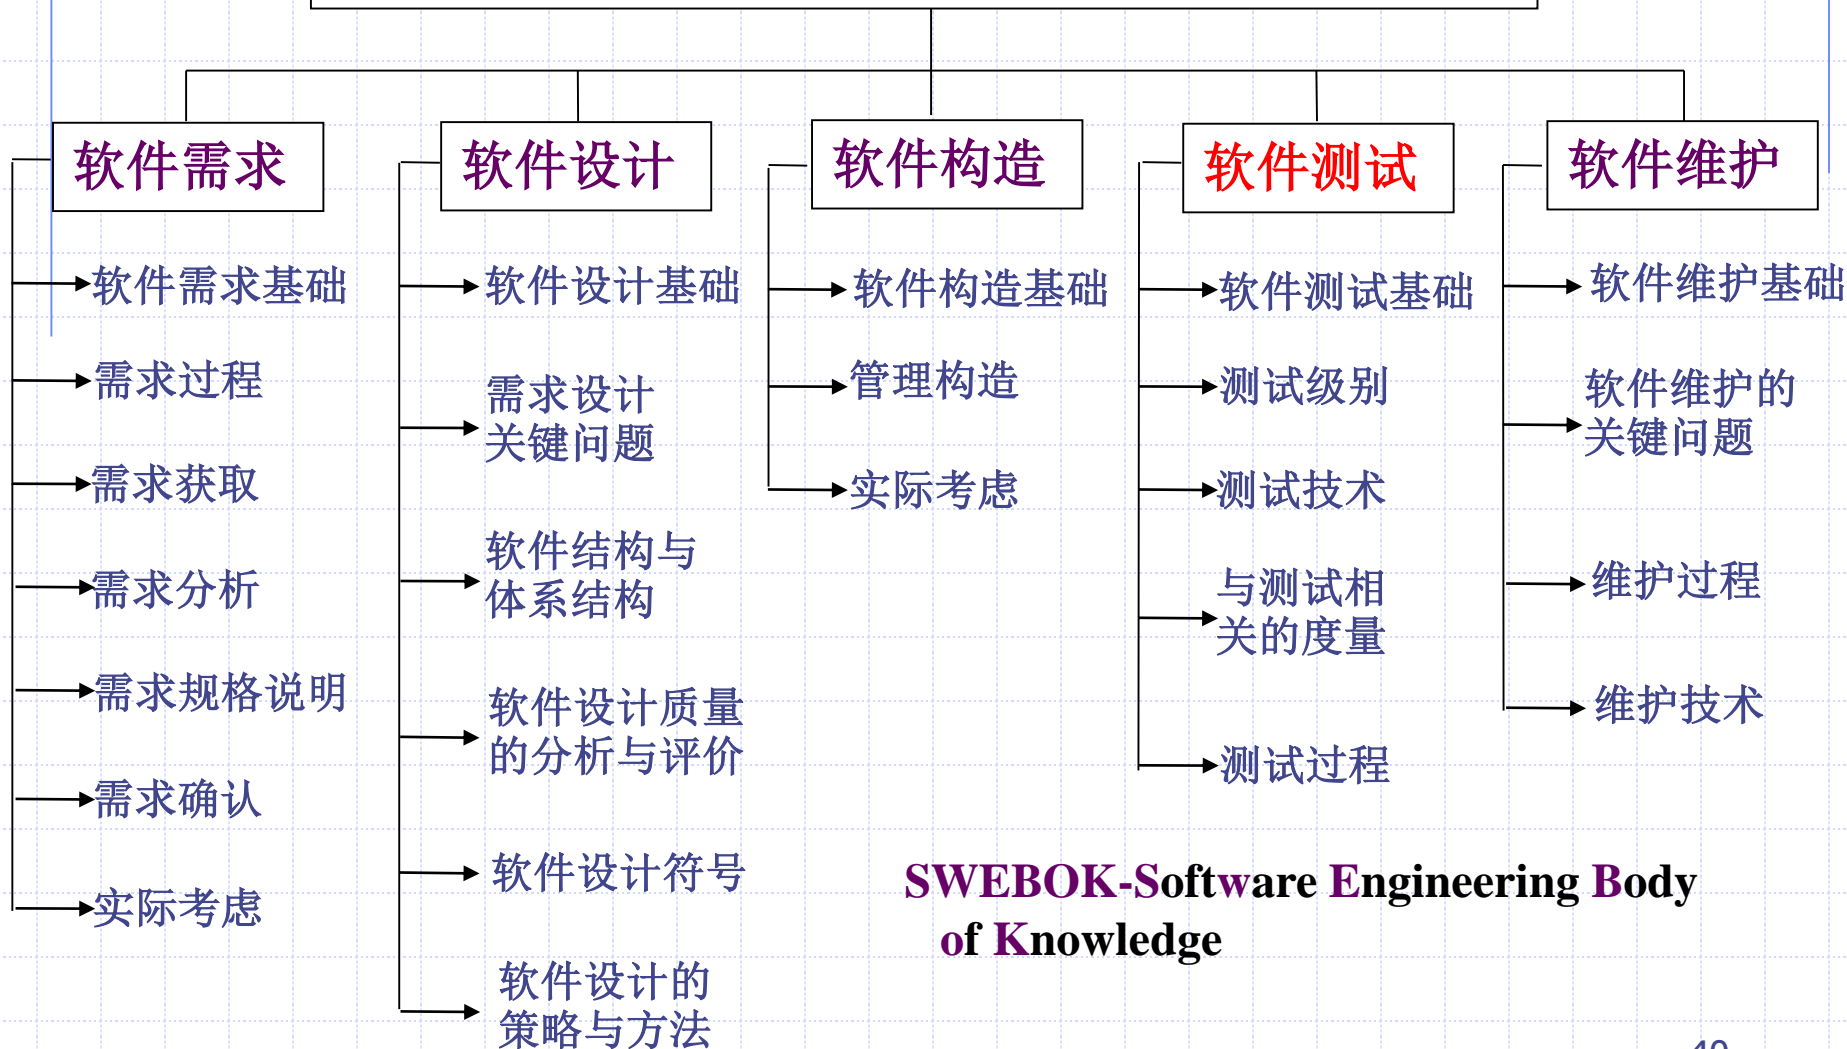 软件需求
软件需求基础
需求过程
需求获取
需求分析
需求规格说明
需求确认
实际考虑
软件设计
软件设计基础
需求设计
关键问题
软件结构与
体系结构
软件设计质量
的分析与评价
软件设计符号
软件设计的
策略与方法
软件构造
软件构造基础
管理构造
实际考虑
软件测试
软件测试基础
测试级别
测试技术
与测试相
关的度量
测试过程
软件维护
软件维护基础
软件维护的
关键问题
维护过程
维护技术
SWEBOK-Software Engineering Body
of Knowledge